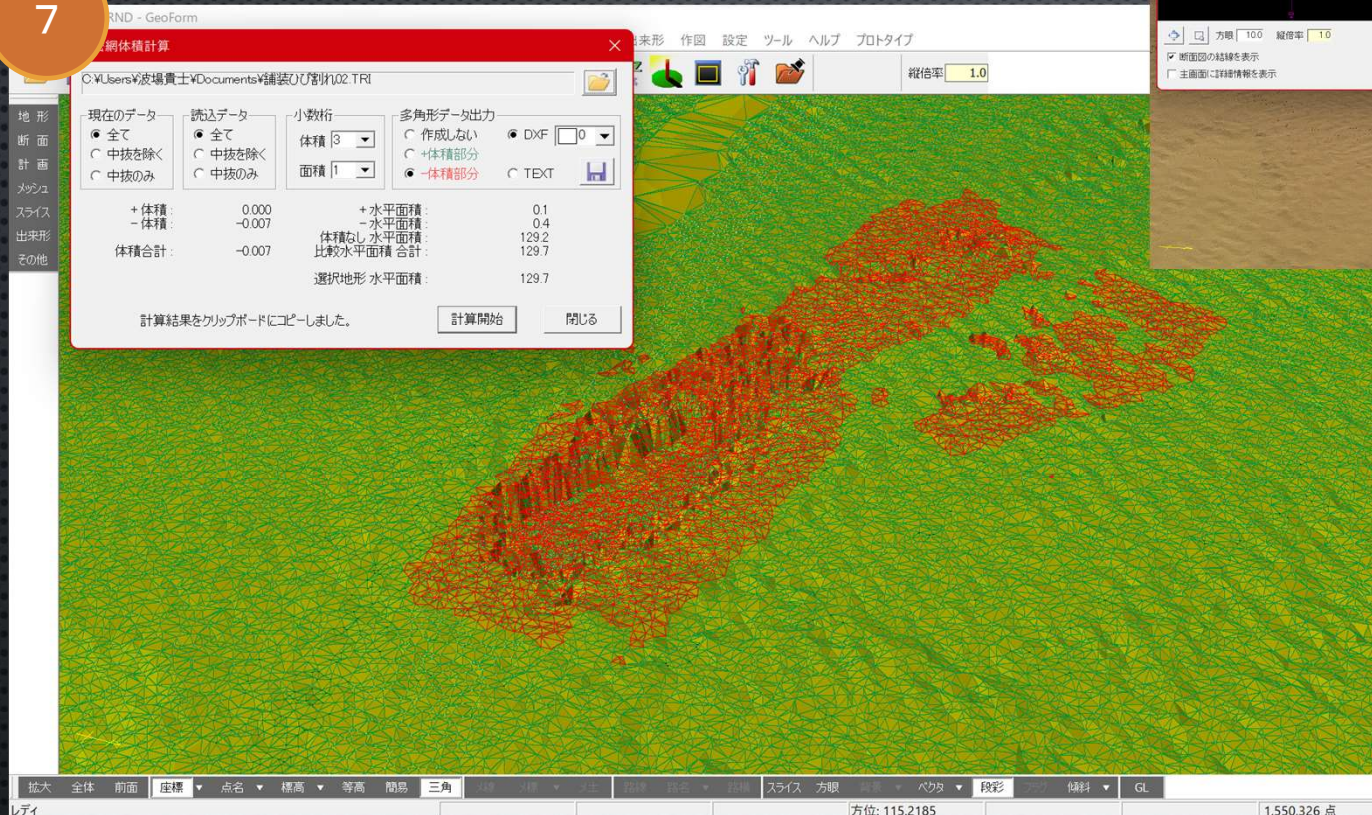 7
RND - GeoForm
網体積計算
出来形 作図 設定 ツール ヘルプ プロトタイプ
C:¥Users¥波場貴士¥Documents¥舗装ひび割れ02.TRI
縦倍率 1.0
方眼 10.0 縦倍率 1.0
断面図の結線を表示
主画面に詳細情報を表示
現在のデータ
全て
中抜を除く
中抜のみ
読込データ
全て
中抜を除く
中抜のみ
小数桁
体積 3
面積 1
多角形データ出力
作成しない
+体積部分
-体積部分
DXF 0
TEXT
+体積: 0.000
-体積: -0.007
体積合計: -0.007
+水平面積: 0.1
-水平面積: 0.4
体積なし 水平面積: 129.2
比較水平面積 合計: 129.7
選択地形 水平面積: 129.7
計算結果をクリップボードにコピーしました。
計算開始
閉じる
地 形
断 面
計 画
メッシュ
スライス
出来形
その他
拡大 全体 前面 座標 点名 標高 等高 簡易 三角 スライス 方眼 ベクタ 段彩 傾斜 GL
レディ
方位: 115.2185
1,550,326 点